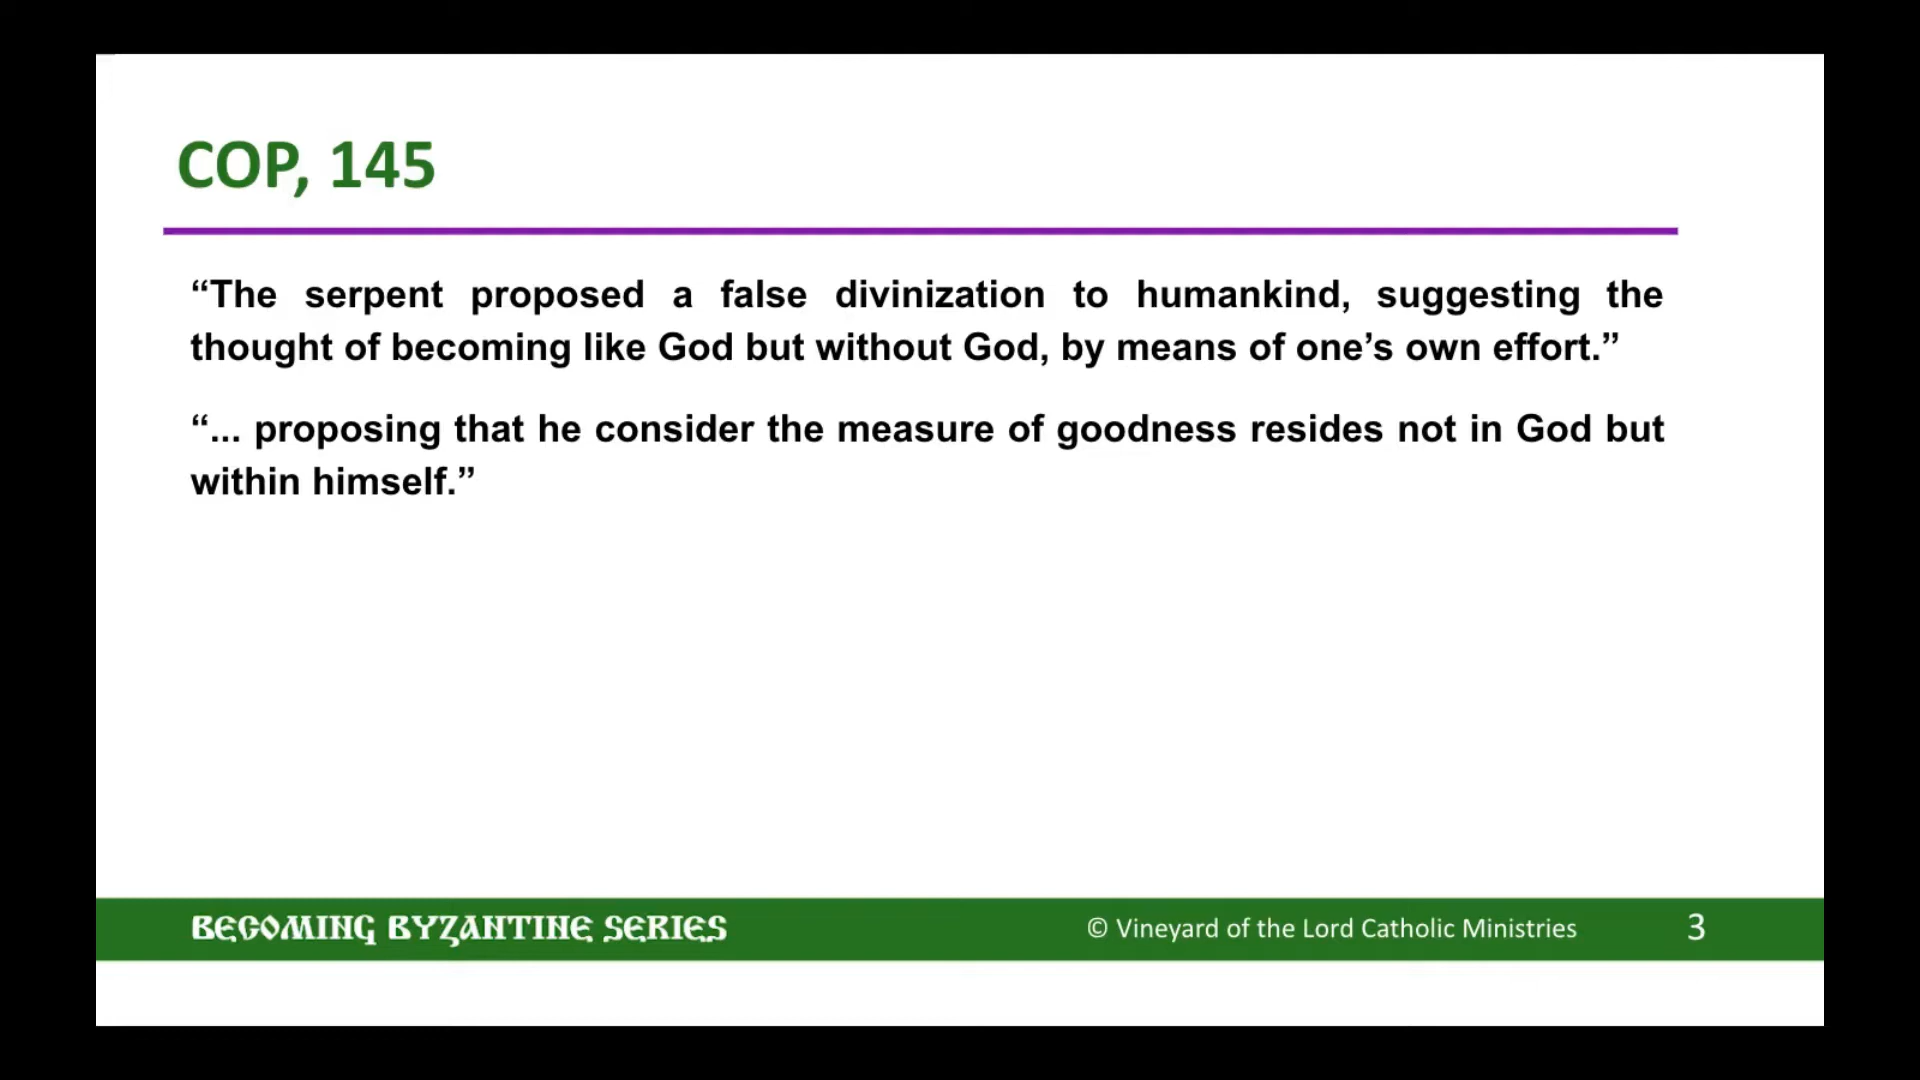 COP, 145
“The serpent proposed a false divinization to humankind, suggesting the
thought of becoming like God but without God, by means of one’s own effort.”
“... proposing that he consider the measure of goodness resides not in God but
within himself.”
BECOMING BYZANTINE SERIES
© Vineyard of the Lord Catholic Ministries
3